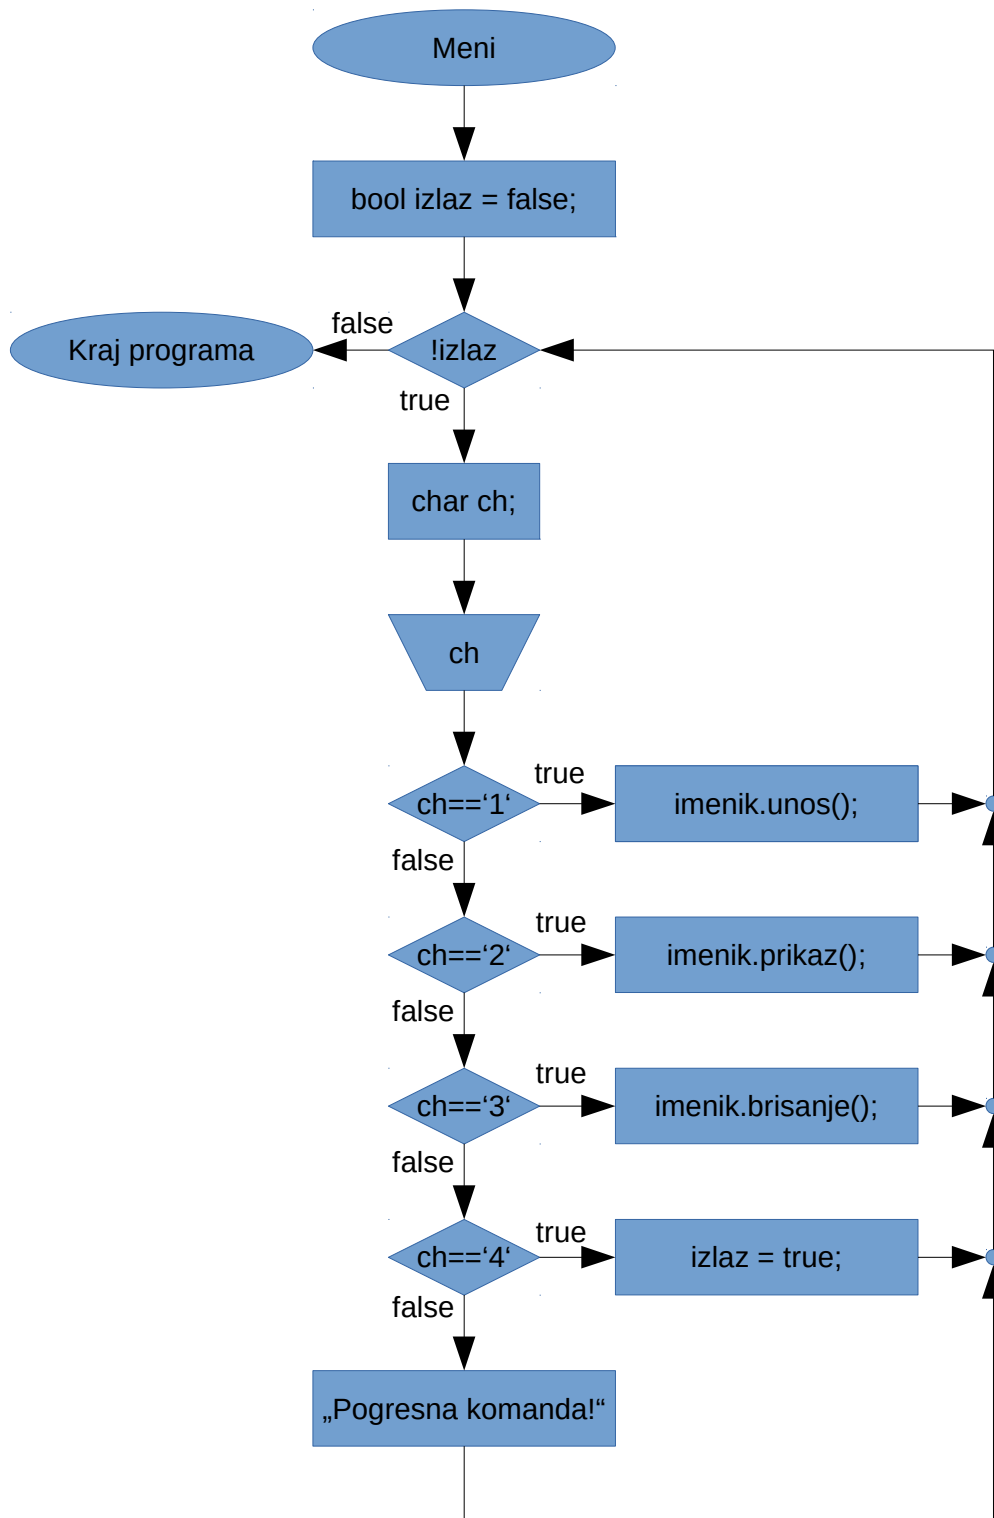 Meni
bool izlaz = false;
false
Kraj programa
!izlaz
true
char ch;
ch
true
ch==‘1‘
imenik.unos();
false
true
ch==‘2‘
imenik.prikaz();
false
true
ch==‘3‘
imenik.brisanje();
false
true
ch==‘4‘
izlaz = true;
false
„Pogresna komanda!“